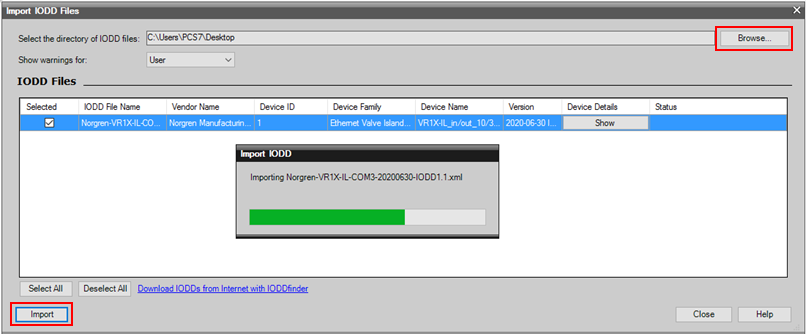 Import IODD Files
Select the directory of IODD files: C:\Users\PCS7\Desktop Browse...
Show warnings for: User
IODD Files
Selected IODD File Name Vendor Name Device ID Device Family Device Name Version Device Details Status
Norgren-VR1X-IL-CO... Norgren Manufacturin... 1 Ethernet Valve Island... VR1X-IL_in/out_10/3... 2020-06-30 I... Show
Import IODD
Importing Norgren-VR1X-IL-COM3-20200630-IODD1.1.xml
Select All Deselect All Download IODDs from Internet with IODDfinder
Import Close Help